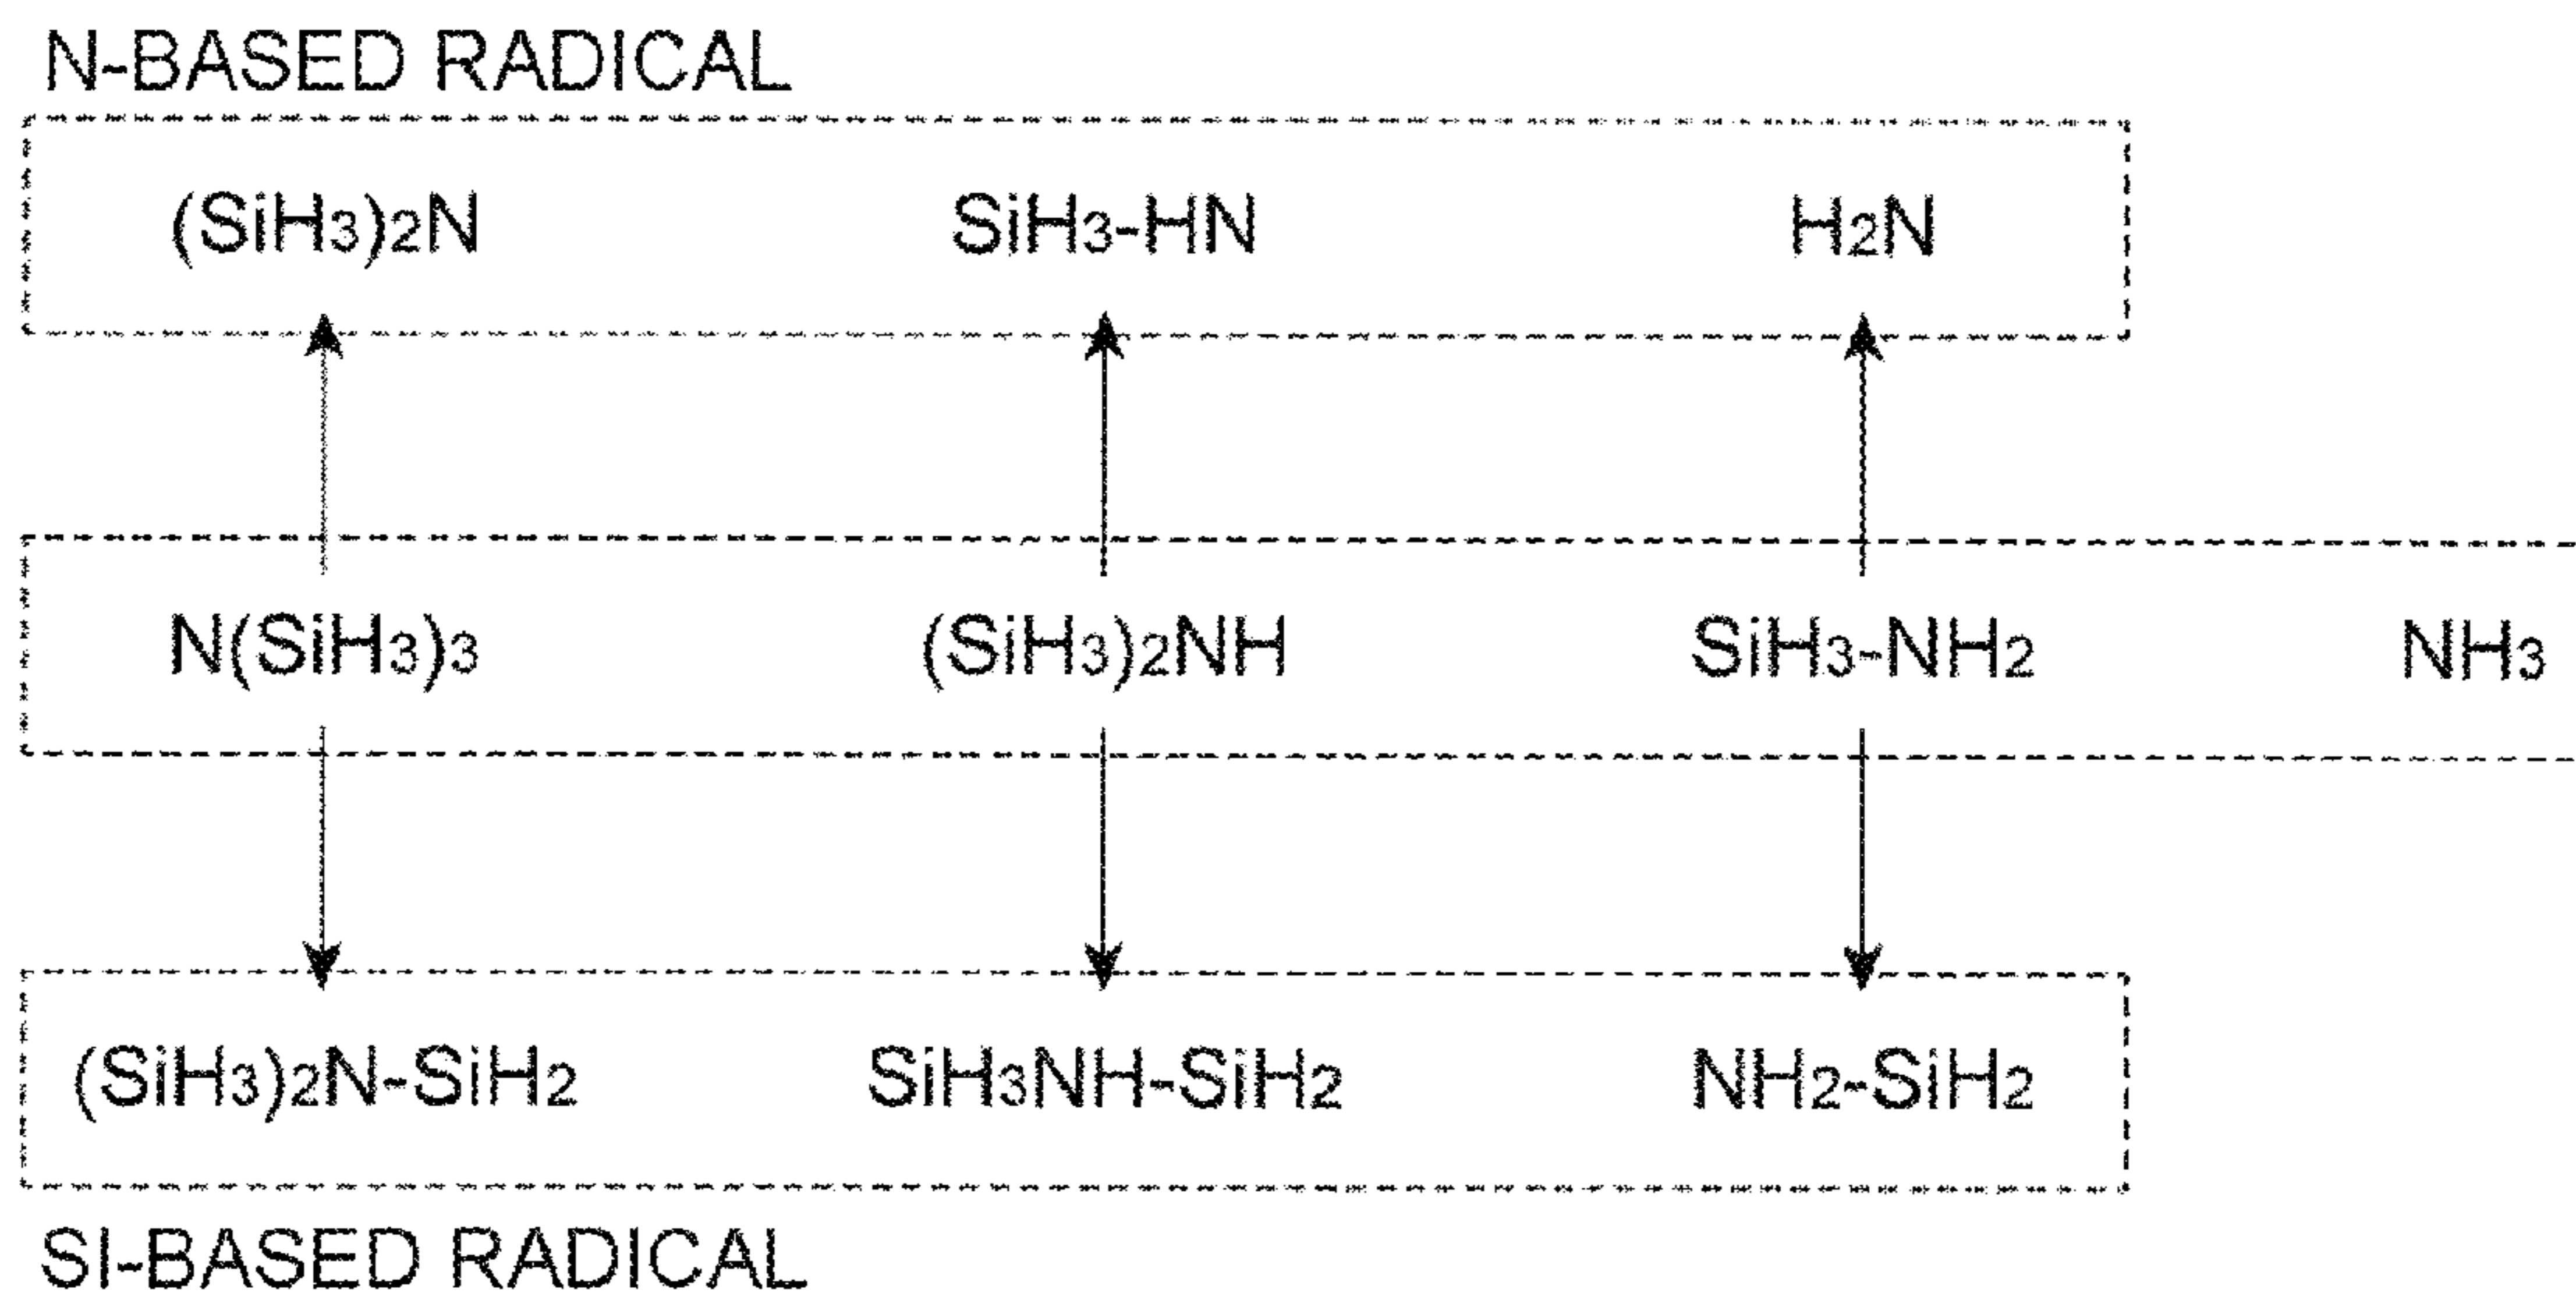 N-BASED RADICAL
(SiH3)2N SiH3-HN H2N
N(SiH3)3 (SiH3)2NH SiH3-NH2 NH3
(SiH3)2N-SiH2 SiH3NH-SiH2 NH2-SiH2
SI-BASED RADICAL